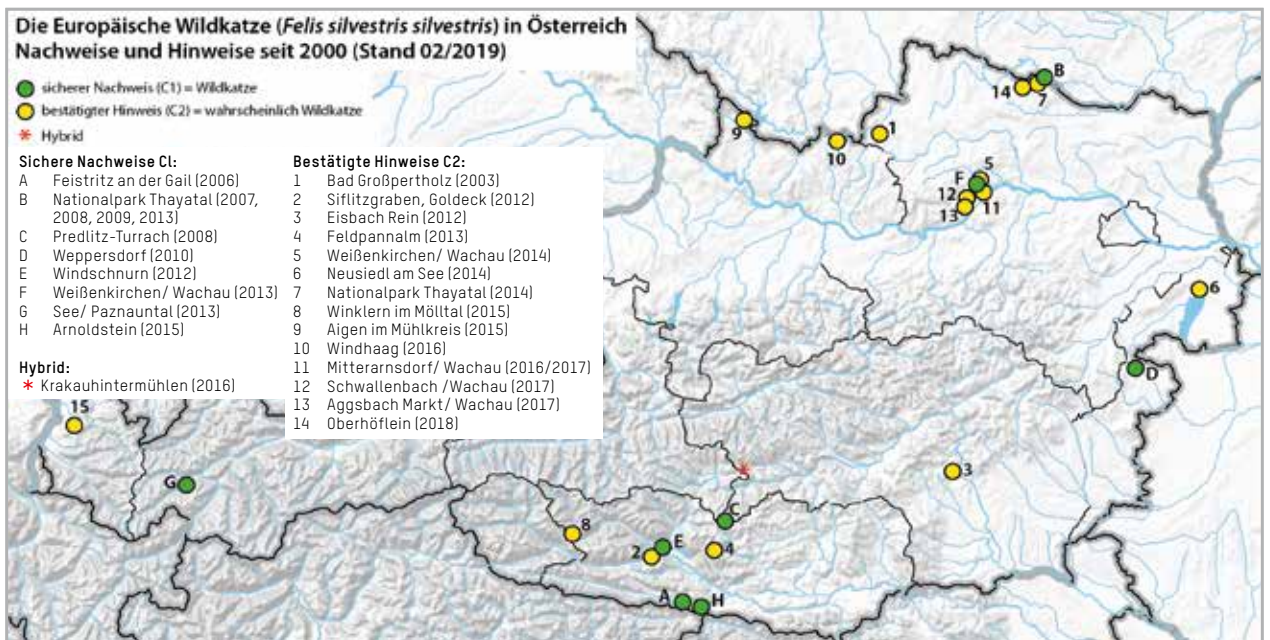 Die Europäische Wildkatze (Felis silvestris silvestris) in Österreich
Nachweise und Hinweise seit 2000 (Stand 02/2019)
sicherer Nachweis (C1) = Wildkatze
bestätigter Hinweis (C2) = wahrscheinlich Wildkatze
Hybrid
Sichere Nachweise Cl:
A Feistritz an der Gail (2006)
B Nationalpark Thayatal (2007,
2008, 2009, 2013)
C Predlitz-Turrach (2008)
D Weppersdorf (2010)
E Windschnurn (2012)
F Weißenkirchen/ Wachau (2013)
G See/ Paznauntal (2013)
H Arnoldstein (2015)
Hybrid:
* Krakauhintermühlen (2016)
Bestätigte Hinweise C2:
1 Bad Großpertholz (2003)
2 Siflitzgraben, Goldeck (2012)
3 Eisbach Rein (2012)
4 Feldpannalm (2013)
5 Weißenkirchen/ Wachau (2014)
6 Neusiedl am See (2014)
7 Nationalpark Thayatal (2014)
8 Winklern im Mölltal (2015)
9 Aigen im Mühlkreis (2015)
10 Windhaag (2016)
11 Mitterarnsdorf/ Wachau (2016/2017)
12 Schwallenbach /Wachau (2017)
13 Aggsbach Markt/ Wachau (2017)
14 Oberhöflein (2018)
B
14
7
9
1
10
5
F
12
11
13
6
D
15
G
3
C
8
E
2
4
A
H